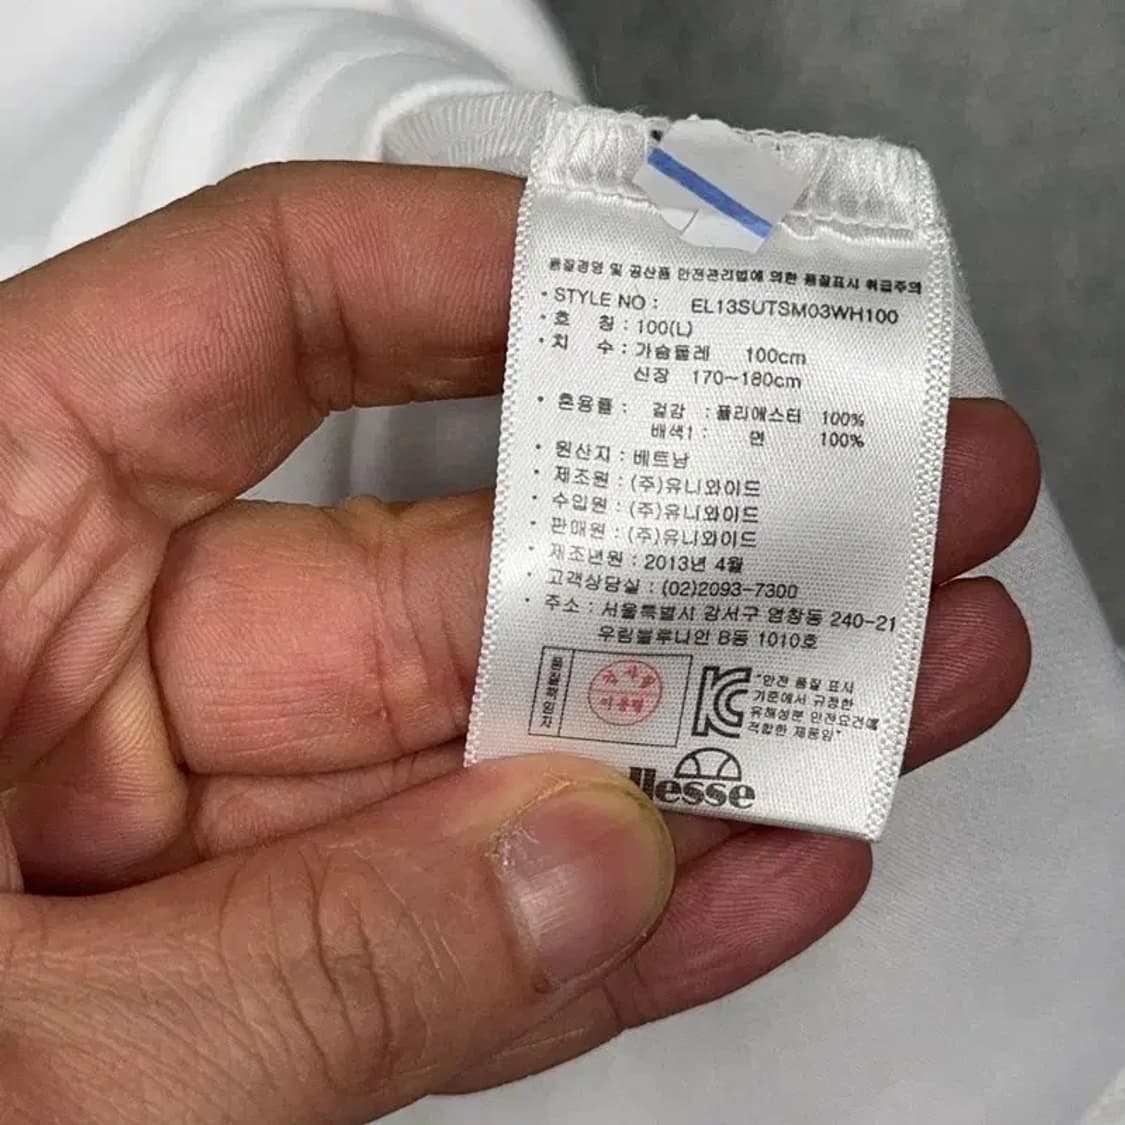 품질경영 및 공산품 안전관리법에 의한 품질표시 취급주의
· STYLE NO : EL13SUTSM03WH100
· 호 칭 : 100(L)
· 치 수 : 가슴둘레 100cm
신장 170~180cm
· 혼용률 : 겉감 : 폴리에스터 100%
배색1 : 면 100%
· 원산지 : 베트남
· 제조원 : (주)유니와이드
· 수입원 : (주)유니와이드
· 판매원 : (주)유니와이드
· 제조년원 : 2013년 4월
· 고객상담실 : (02)2093-7300
· 주소 : 서울특별시 강서구 염창동 240-21
우림블루나인 B동 1010호
품질책임자
"안전 품질 표시
기준에서 규정한
유해성분 안전요건에
적합한 제품임"
llesse